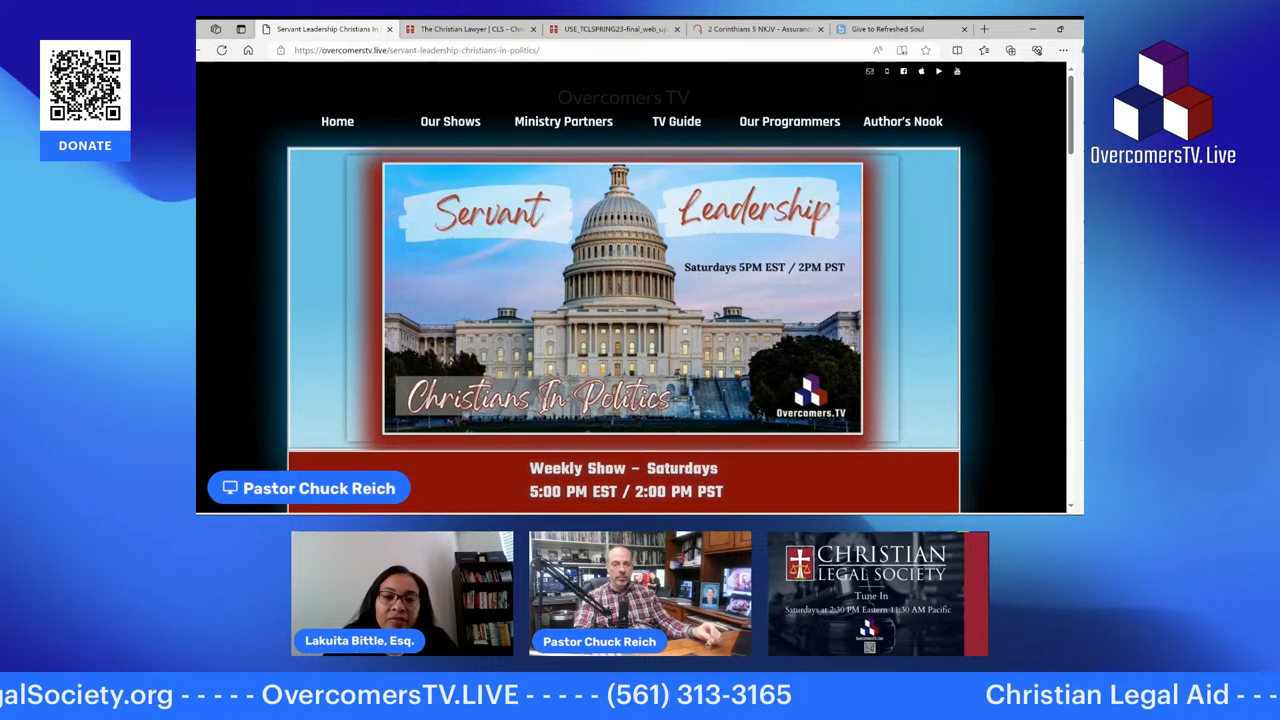 DONATE
Servant Leadership Christians In
The Christian Lawyer | CLS - Chris
USE_TCLSPRING23-final_web_up
2 Corinthians 5 NKJV - Assuranc
Give to Refreshed Soul
https://overcomerstv.live/servant-leadership-christians-in-politics/
Overcomers TV
Home Our Shows Ministry Partners TV Guide Our Programmers Author's Nook
Servant Leadership
Saturdays 5PM EST / 2PM PST
Christians In Politics
Overcomers.TV
Weekly Show – Saturdays
5:00 PM EST / 2:00 PM PST
OvercomersTV.Live
Pastor Chuck Reich
Lakuita Bittle, Esq.
Pastor Chuck Reich
CHRISTIAN
LEGAL SOCIETY
Tune In
Saturdays at 2:30 PM Eastern 11:30 AM Pacific
OvercomersTV.Live
galSociety.org - - - - - OvercomersTV.LIVE - - - - - (561) 313-3165 Christian Legal Aid - - -